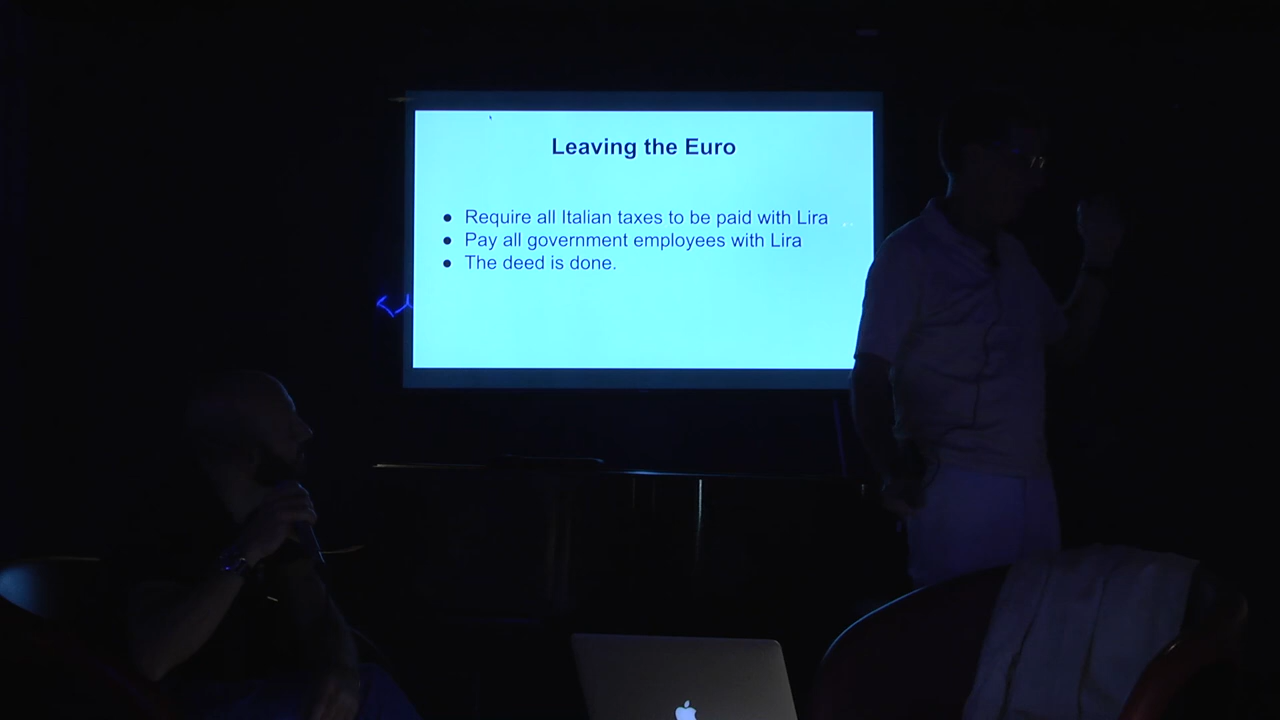 Leaving the Euro
● Require all Italian taxes to be paid with Lira
● Pay all government employees with Lira
● The deed is done.